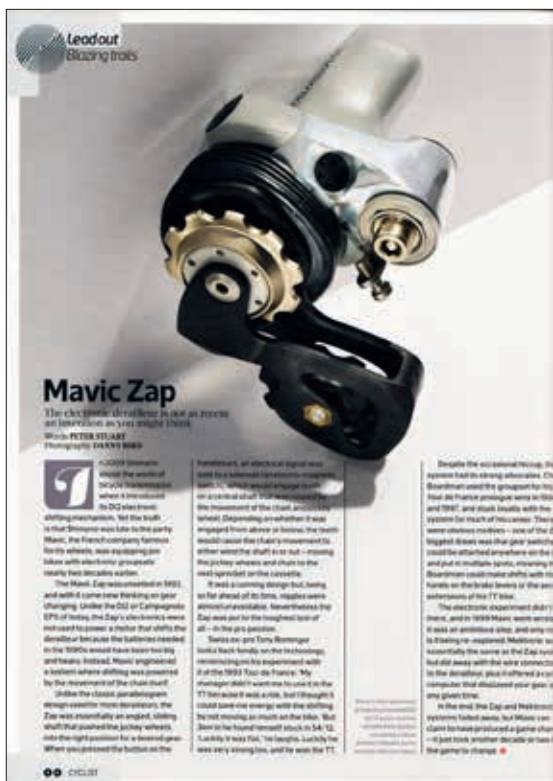 Leadout
Blazing trails
Mavic Zap
The electronic derailleur is not as recent
an invention as you might think
Words PETER STUART
Photography DANNY BIRD
In 2009 Shimano
shook the world of
bicycle transmission
when it introduced
its Di2 electronic
shifting mechanism. Yet the truth
is that Shimano was late to the party.
Mavic, the French company famous
for its wheels, was equipping pro
bikes with electronic groupsets
nearly two decades earlier.
The Mavic Zap was unveiled in
and with it came new thinking on gear
changing. Unlike the Di2 or Campagnolo
EPS of today, the Zap's electronics were
not used to power a motor that shifts the
derailleur because the batteries needed
in the 1990s would have been too big
and heavy. Instead, Mavic engineered
a system where shifting was powered
by the movement of the chain itself.
Unlike the classic parallelogram
design used for most derailleurs, the
Zap was essentially an angled, sliding
shaft that pushed the jockey wheels
into the right position for a desired gear.
When you pressed the button on the
handlebar, an electrical signal was
sent to a solenoid
switch, which would engage
on a central shaft that was
the movement of the chain and jockey
wheel. Depending on whether it was
engaged from above or below, the teeth
would cause the chain's movement to
either wind the shaft in or out – moving
the jockey wheels and chain to the
next sprocket on the cassette.
It was a cunning design but, being
so far ahead of its time,
almost unavoidable. Nevertheless the
Zap was put to the toughest test of
all – in the pro peloton.
Swiss ex-pro Tony Rominger
looks back fondly on the technology,
reminiscing on his experiment with
it at the 1993 Tour de France. 'My
manager didn't want me to use it in the
TT because it was a risk, but I thought it
could save me energy with the shifting
by not moving as much on the bike.' But
2km in he found himself stuck in 54/12.
'Luckily it was flat,' he laughs. Luckily he
was very strong too, and he won the TT.
Despite the occasional hiccup,
system had its strong advocates.
Boardman used the groupset to
Tour de France prologue wins in
and 1997, and stuck loyally with the
system for much of his career. The
were obvious motives – one of the
biggest draws was that gear switches
could be attached anywhere on the
and put in multiple spots, meaning
Boardman could make shifts with
hands on the brake levers or the
extensions of his TT bike.
The electronic experiment didn't
there, and in 1999 Mavic went
it was an ambitious step, and only
is it being re-explored. Mektronic
essentially the same as the Zap
but did away with the wire
to the derailleur, plus it offered a
computer that displayed your gear
any given time.
In the end, the Zap and Mektronic
systems faded away, but Mavic can
claim to have produced a game
– it just took another decade or
the game to change.
CYCLIST